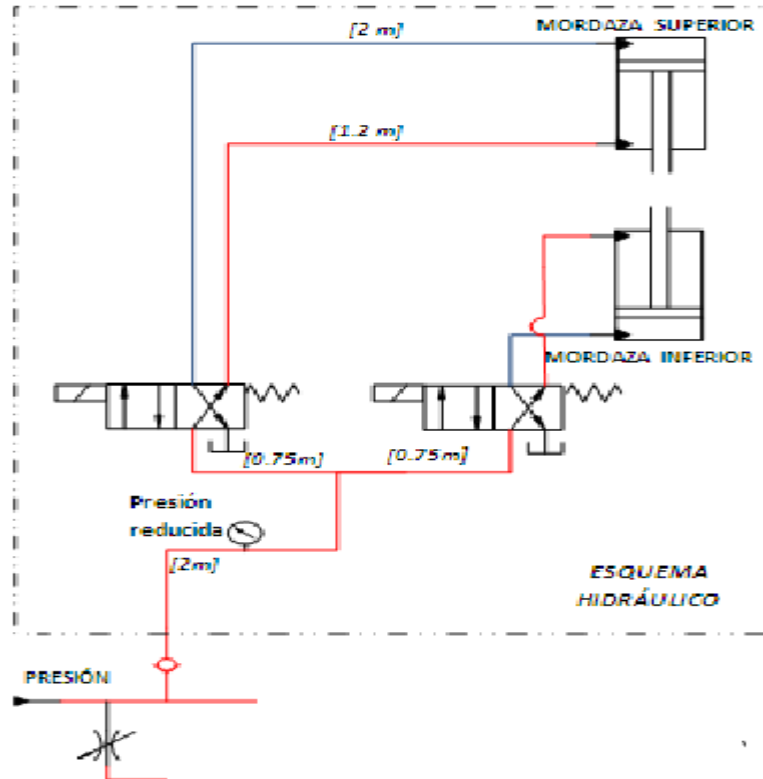 [2 m]
MORDAZA SUPERIOR
[1.2 m]
MORDAZA INFERIOR
[0.75m]
[0.75m]
Presión
reducida
[2m]
ESQUEMA
HIDRÁULICO
PRESIÓN